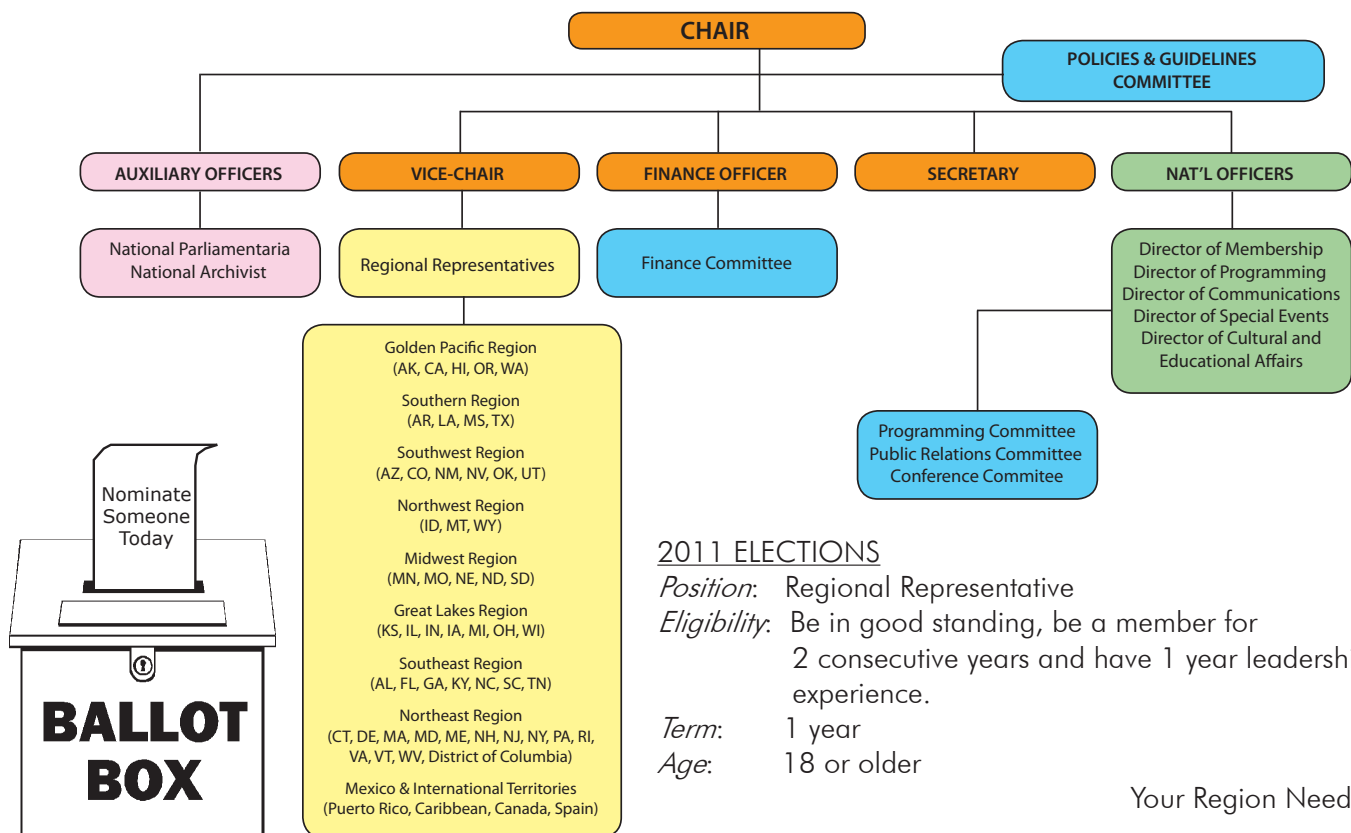 CHAIR
POLICIES & GUIDELINES
COMMITTEE
AUXILIARY OFFICERS
VICE-CHAIR
FINANCE OFFICER
SECRETARY
NAT'L OFFICERS
National Parliamentaria
National Archivist
Regional Representatives
Finance Committee
Director of Membership
Director of Programming
Director of Communications
Director of Special Events
Director of Cultural and
Educational Affairs
Golden Pacific Region
(AK, CA, HI, OR, WA)
Southern Region
(AR, LA, MS, TX)
Southwest Region
(AZ, CO, NM, NV, OK, UT)
Northwest Region
(ID, MT, WY)
Midwest Region
(MN, MO, NE, ND, SD)
Great Lakes Region
(KS, IL, IN, IA, MI, OH, WI)
Southeast Region
(AL, FL, GA, KY, NC, SC, TN)
Northeast Region
(CT, DE, MA, MD, ME, NH, NJ, NY, PA, RI,
VA, VT, WV, District of Columbia)
Mexico & International Territories
(Puerto Rico, Caribbean, Canada, Spain)
Programming Committee
Public Relations Committee
Conference Commitee
Nominate
Someone
Today
BALLOT
BOX
2011 ELECTIONS
Position: Regional Representative
Eligibility: Be in good standing, be a member for
2 consecutive years and have 1 year leadersh
experience.
Term: 1 year
Age: 18 or older
Your Region Need